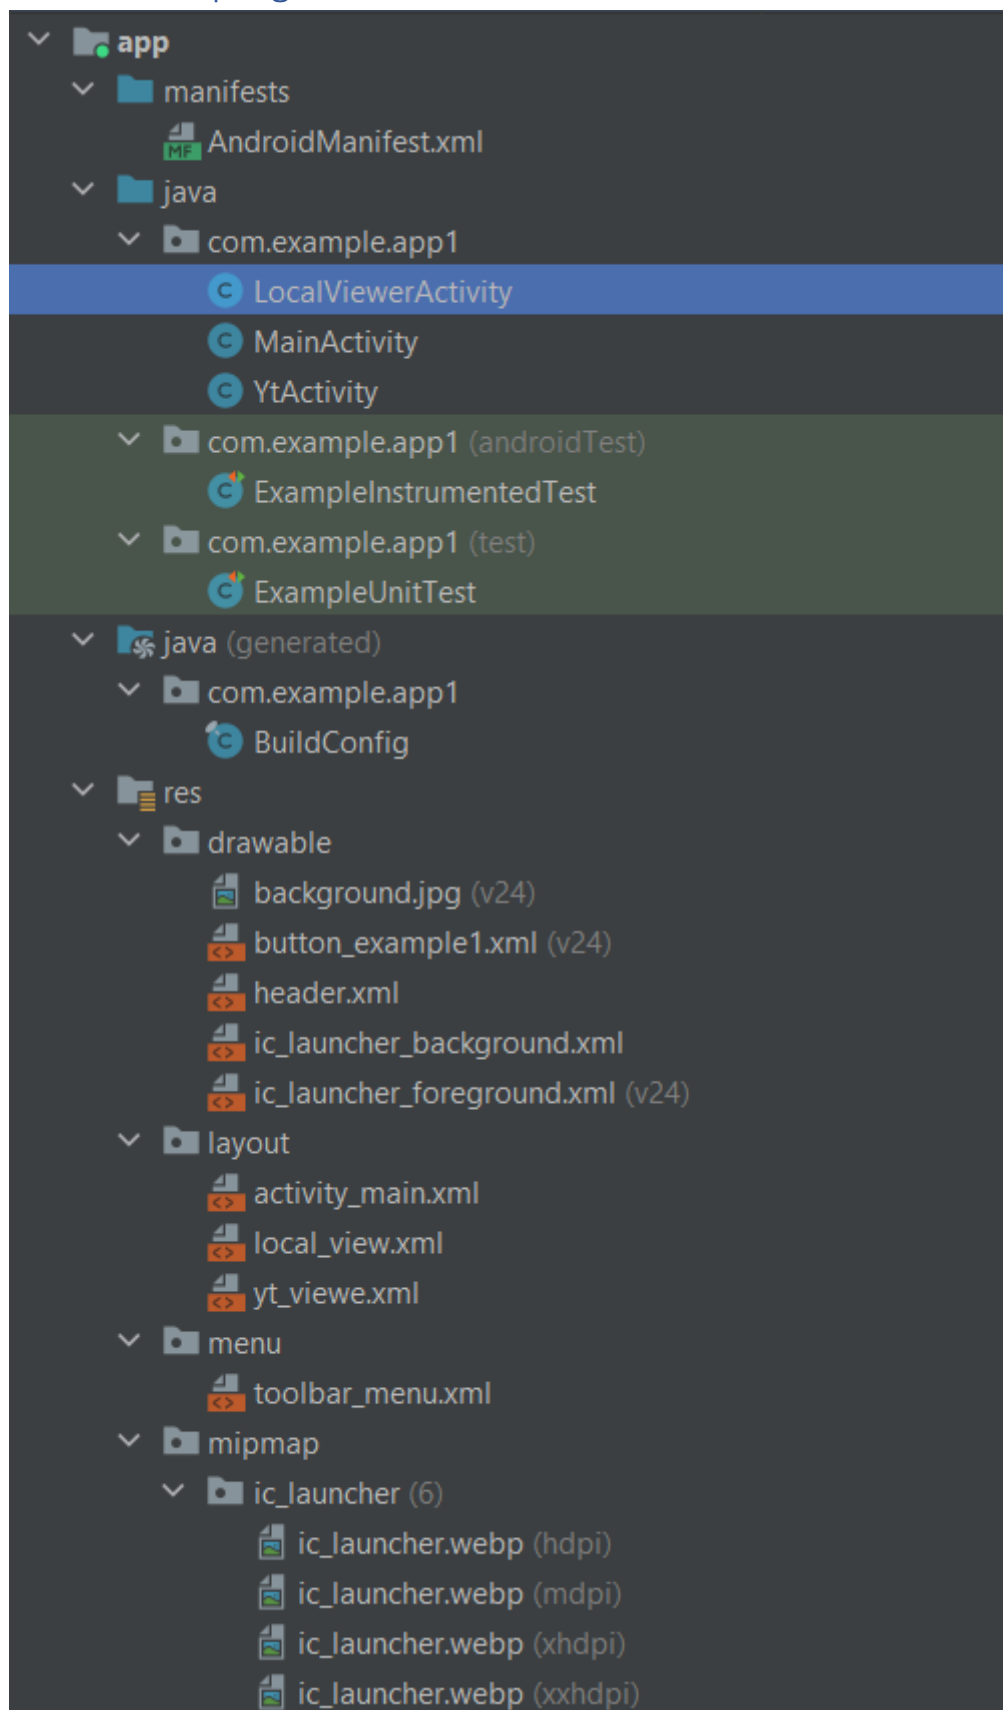 app
manifests
MF AndroidManifest.xml
java
com.example.app1
C LocalViewerActivity
C MainActivity
C YtActivity
com.example.app1 (androidTest)
C ExampleInstrumentedTest
com.example.app1 (test)
C ExampleUnitTest
java (generated)
com.example.app1
C BuildConfig
res
drawable
background.jpg (v24)
<> button_example1.xml (v24)
<> header.xml
<> ic_launcher_background.xml
<> ic_launcher_foreground.xml (v24)
layout
<> activity_main.xml
<> local_view.xml
<> yt_viewe.xml
menu
<> toolbar_menu.xml
mipmap
ic_launcher (6)
ic_launcher.webp (hdpi)
ic_launcher.webp (mdpi)
ic_launcher.webp (xhdpi)
ic_launcher.webp (xxhdpi)